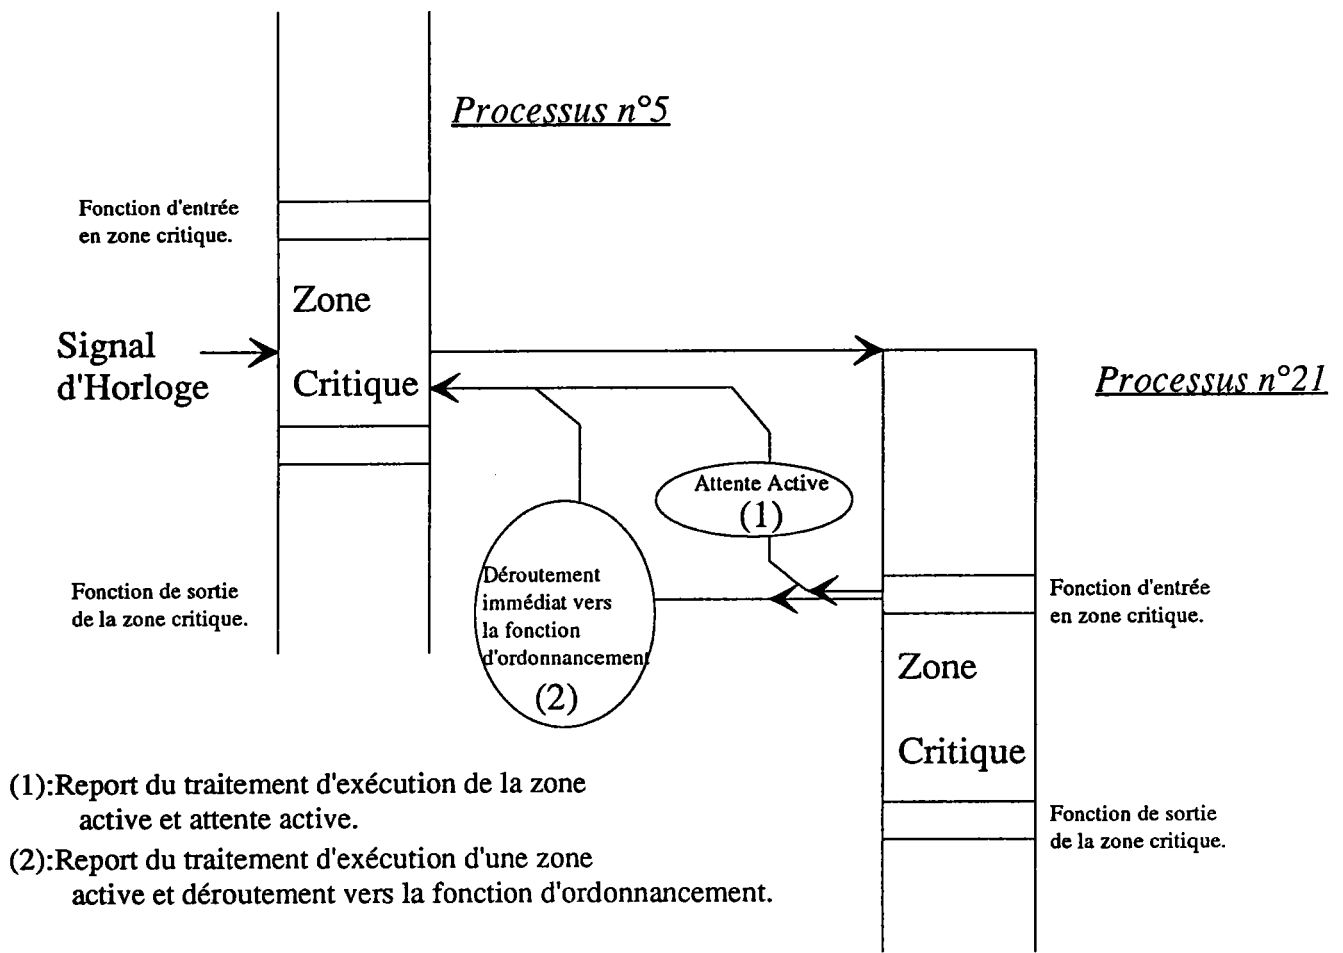 Processus n°5
Fonction d'entrée
en zone critique.
Zone
Critique
Signal
d'Horloge
Processus n°21
Attente Active
(1)
Déroutement
immédiat vers
la fonction
d'ordonnancement
(2)
Fonction de sortie
de la zone critique.
Fonction d'entrée
en zone critique.
Zone
Critique
Fonction de sortie
de la zone critique.
(1):Report du traitement d'exécution de la zone
active et attente active.
(2):Report du traitement d'exécution d'une zone
active et déroutement vers la fonction d'ordonnancement.